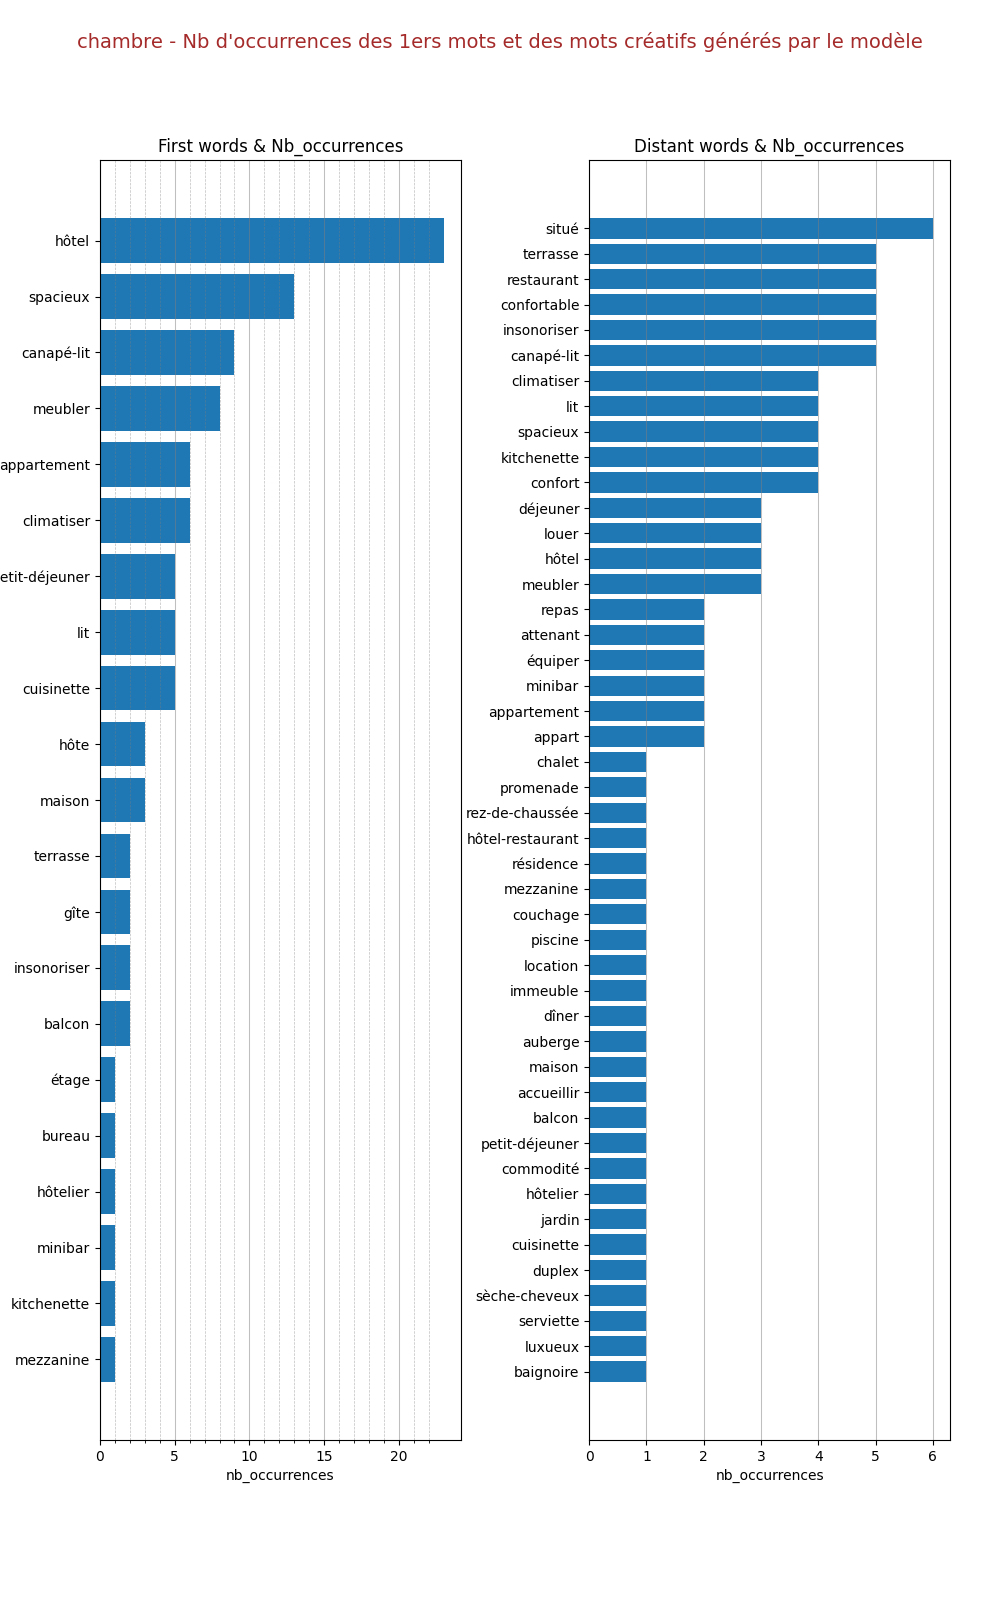 chambre - Nb d'occurrences des 1ers mots et des mots créatifs générés par le modèle
First words & Nb_occurrences
hôtel
spacieux
canapé-lit
meubler
appartement
climatiser
etit-déjeuner
lit
cuisinette
hôte
maison
terrasse
gîte
insonoriser
balcon
étage
bureau
hôtelier
minibar
kitchenette
mezzanine
0 5 10 15 20
nb_occurrences
Distant words & Nb_occurrences
situé
terrasse
restaurant
confortable
insonoriser
canapé-lit
climatiser
lit
spacieux
kitchenette
confort
déjeuner
louer
hôtel
meubler
repas
attenant
équiper
minibar
appartement
appart
chalet
promenade
rez-de-chaussée
hôtel-restaurant
résidence
mezzanine
couchage
piscine
location
immeuble
dîner
auberge
maison
accueillir
balcon
petit-déjeuner
commodité
hôtelier
jardin
cuisinette
duplex
sèche-cheveux
serviette
luxueux
baignoire
0 1 2 3 4 5 6
nb_occurrences